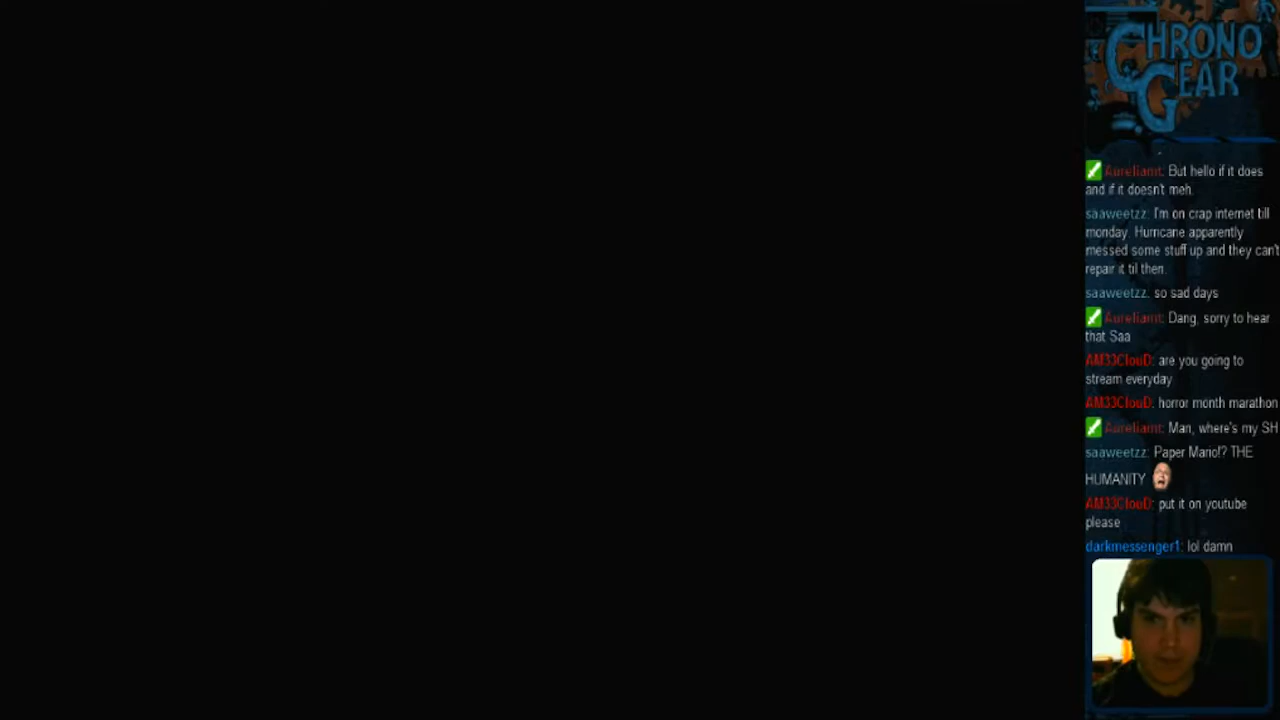 CHRONO
GEAR
Aureliamt: But hello if it does
and if it doesn't meh.
saaweetzz: I'm on crap internet till
monday. Hurricane apparently
messed some stuff up and they can't
repair it til then.
saaweetzz: so sad days
Aureliamt: Dang, sorry to hear
that Saa
AM33ClouD: are you going to
stream everyday
AM33ClouD: horror month marathon
Aureliamt: Man, where's my SH
saaweetzz: Paper Mario!? THE
HUMANITY
AM33ClouD: put it on youtube
please
darkmessenger1: lol damn